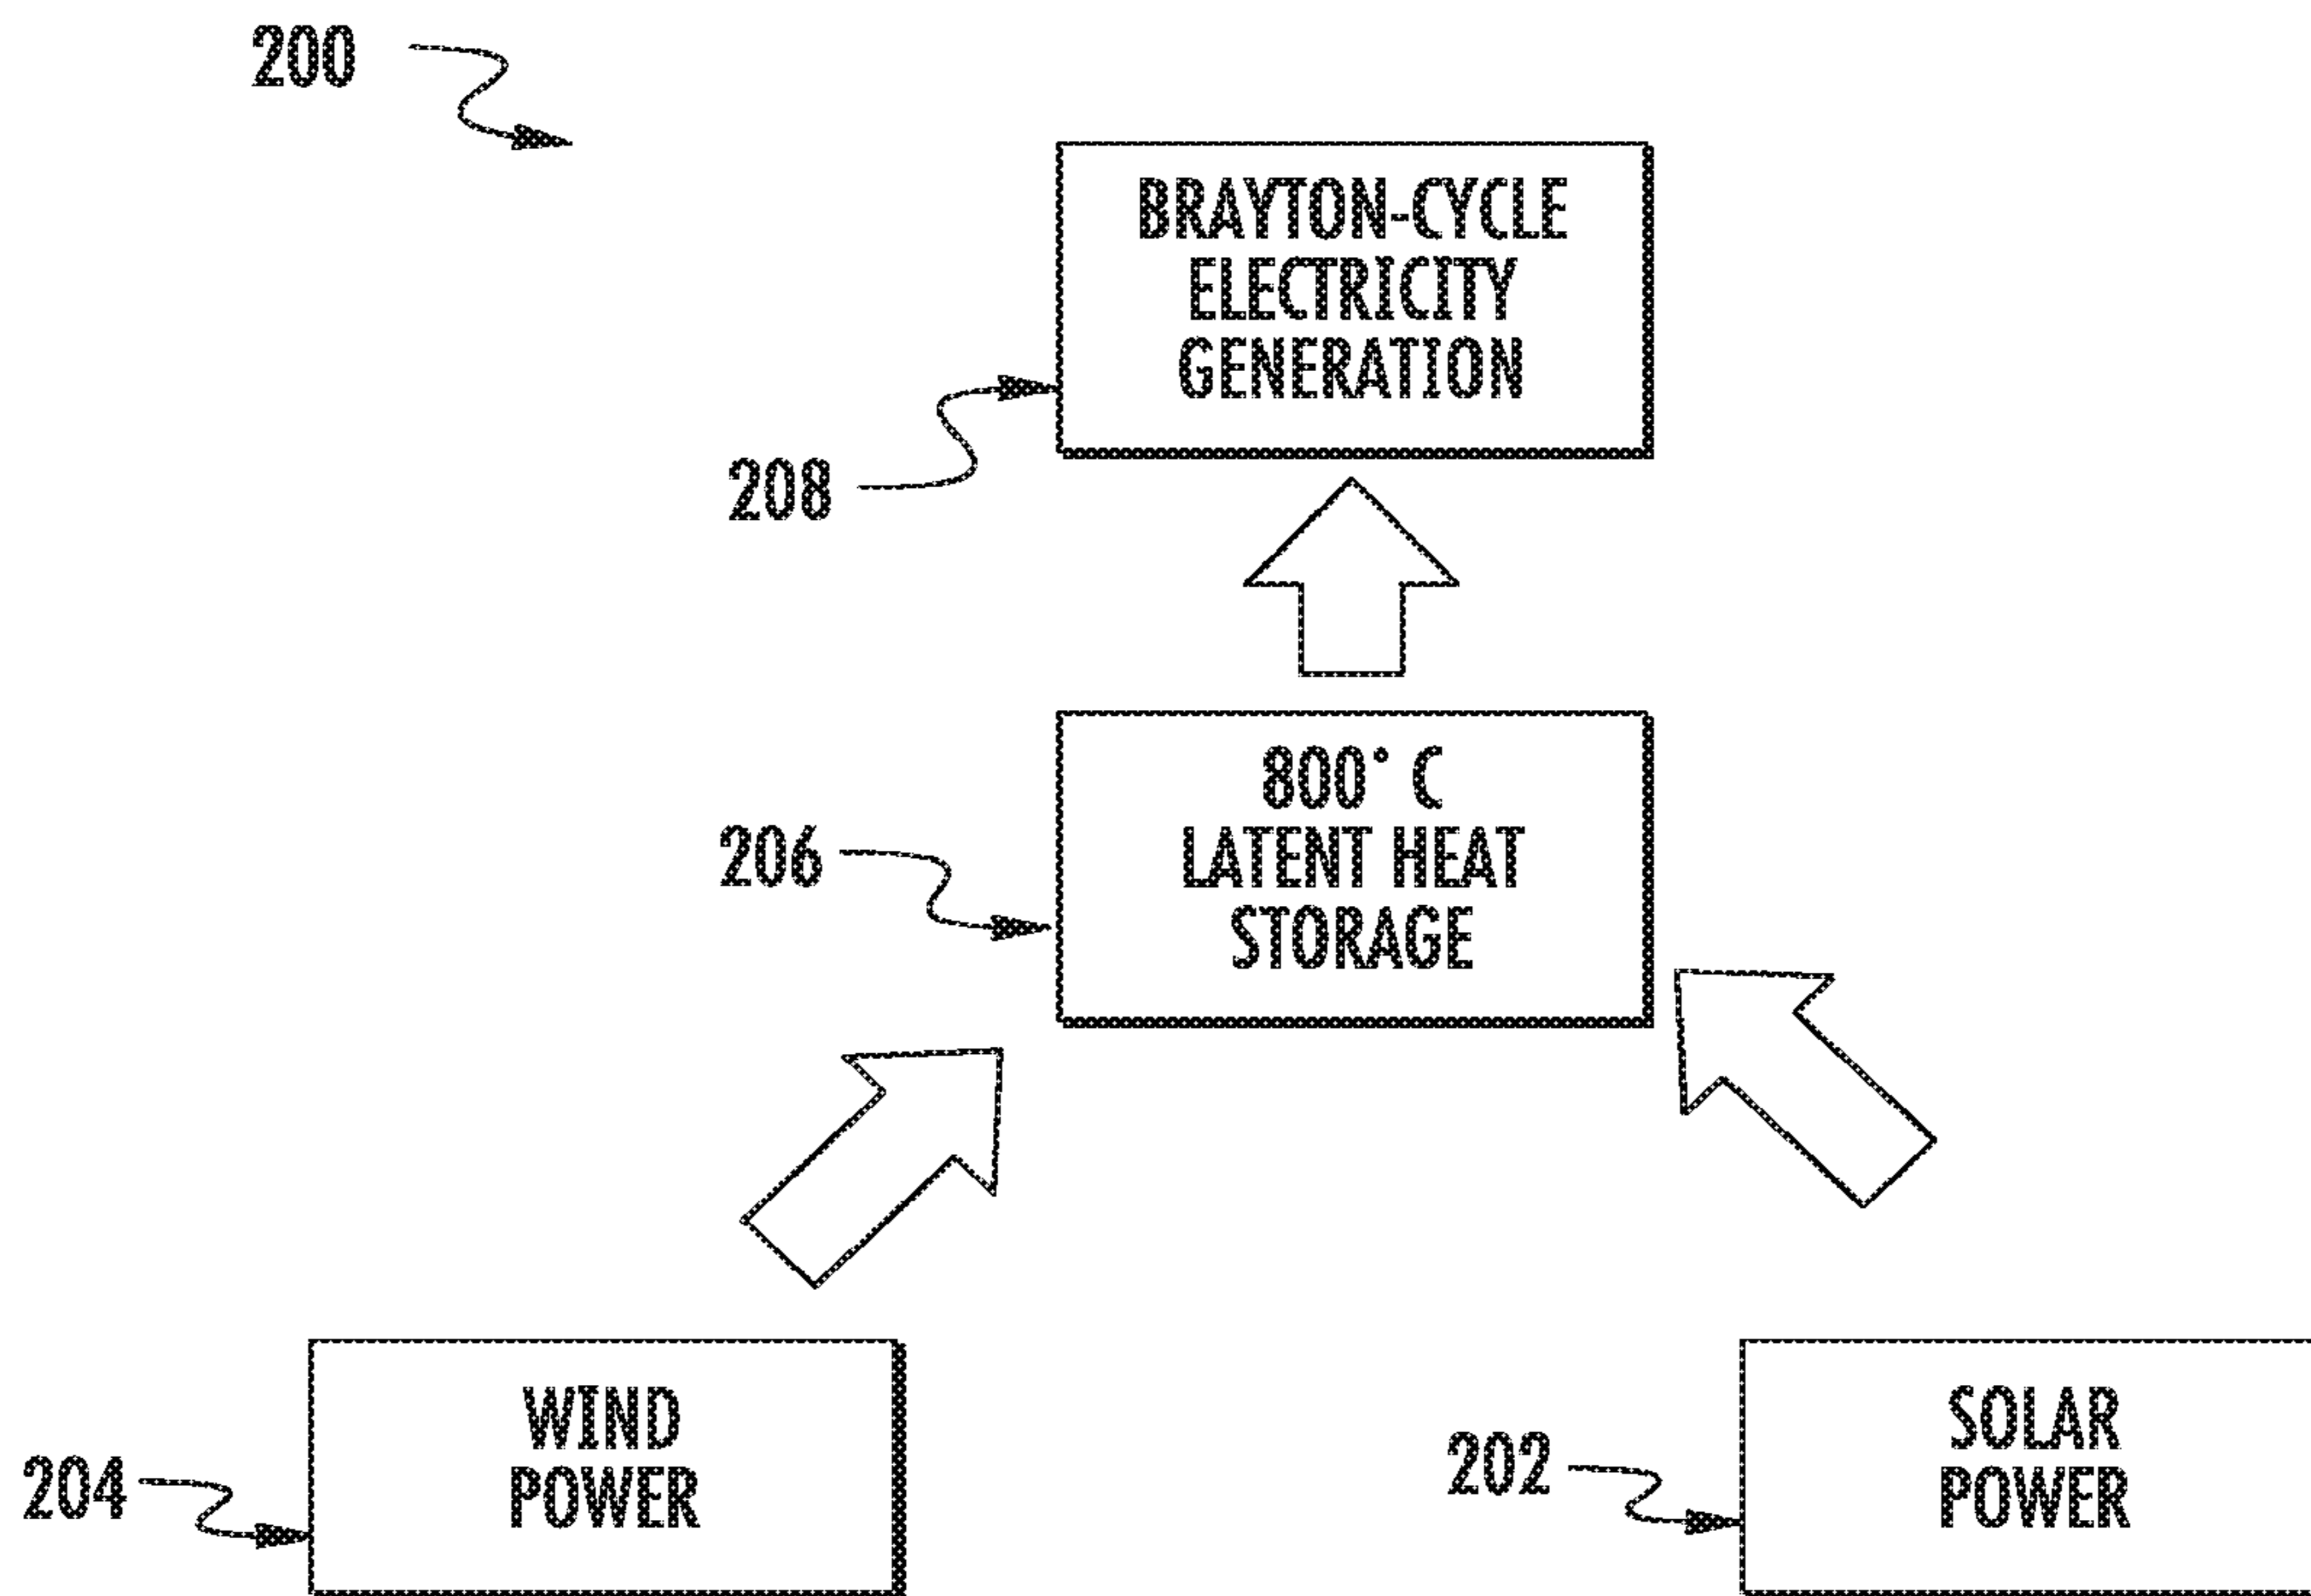 200
BRAYTON-CYCLE
ELECTRICITY
GENERATION
208
800° C
LATENT HEAT
STORAGE
206
WIND
POWER
204
SOLAR
POWER
202